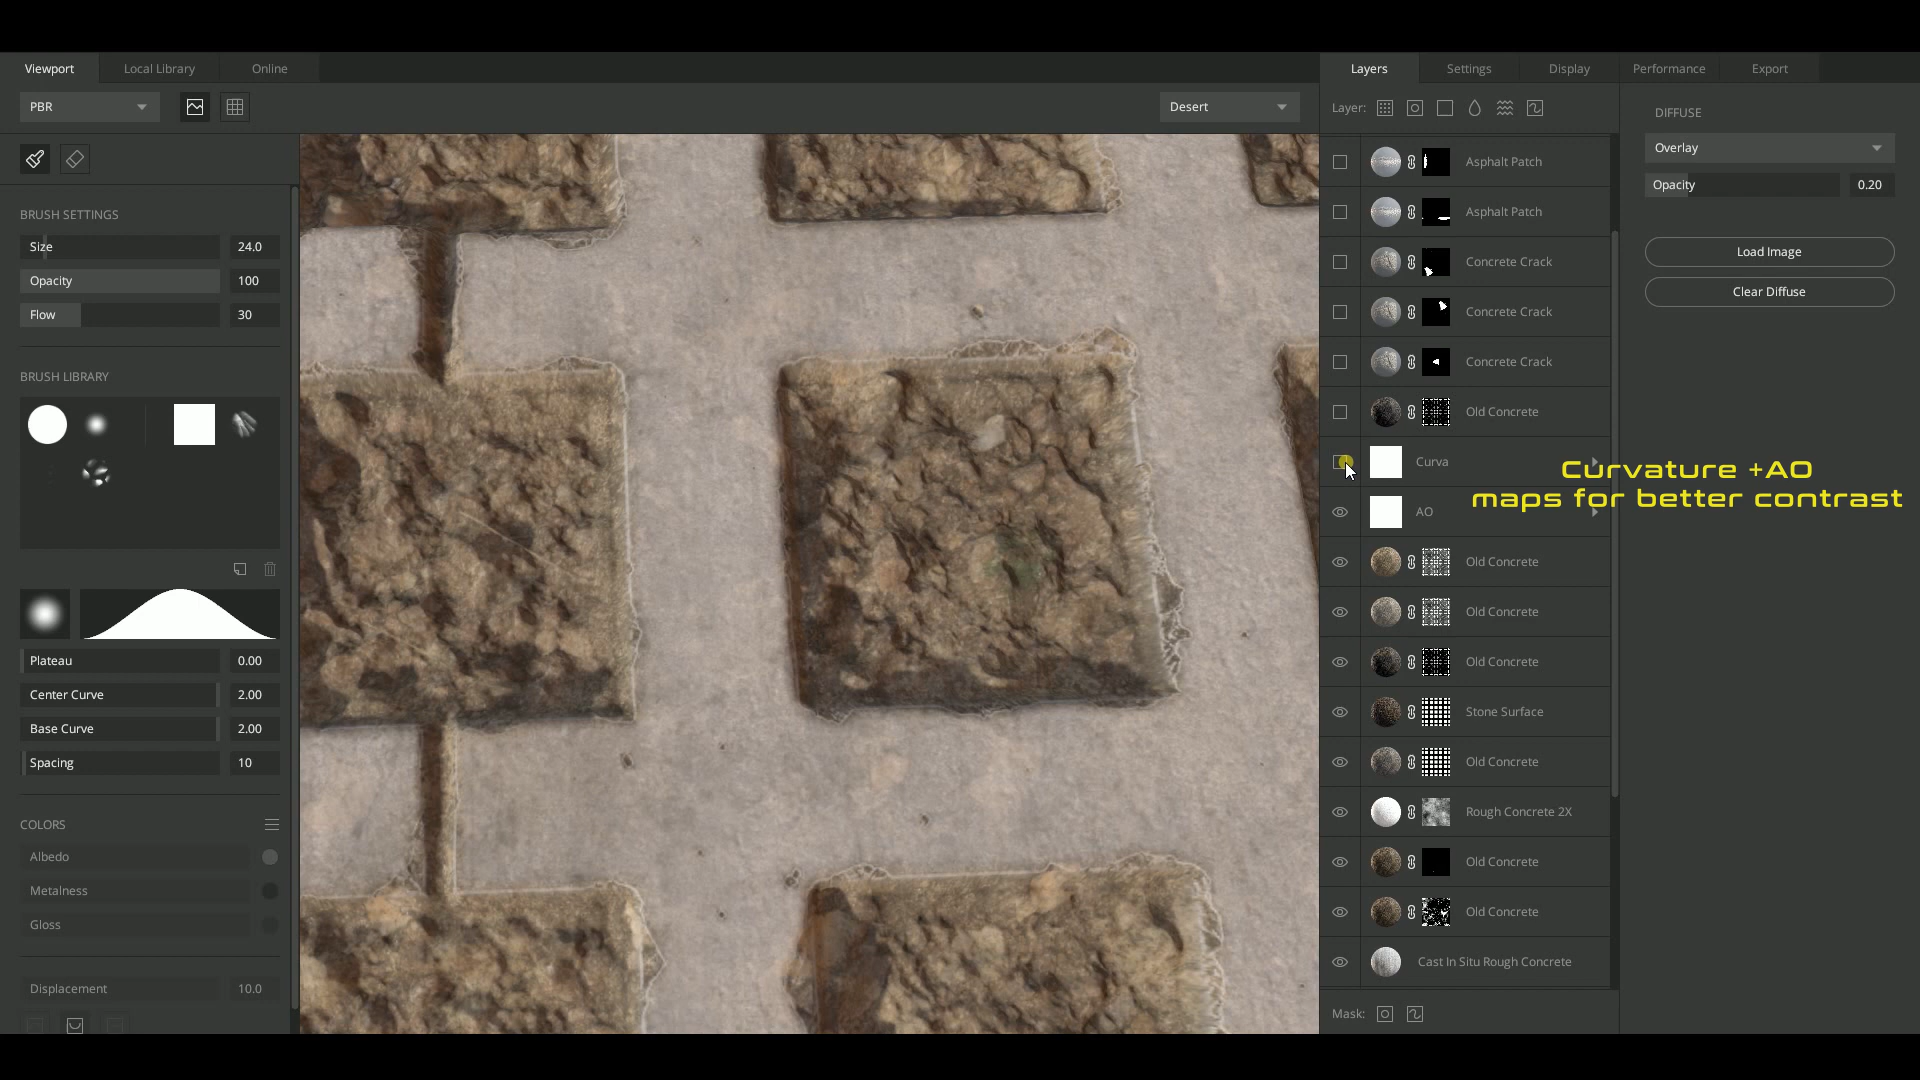 Viewport
Local Library
Online
PBR
Desert
BRUSH SETTINGS
Size
24.0
Opacity
100
Flow
30
BRUSH LIBRARY
Plateau
0.00
Center Curve
2.00
Base Curve
2.00
Spacing
10
COLORS
Albedo
Metalness
Gloss
Displacement
10.0
Layers
Settings
Display
Performance
Export
Layer:
Asphalt Patch
Asphalt Patch
Concrete Crack
Concrete Crack
Concrete Crack
Old Concrete
Curva
AO
Old Concrete
Old Concrete
Old Concrete
Stone Surface
Old Concrete
Rough Concrete 2X
Old Concrete
Old Concrete
Cast In Situ Rough Concrete
Mask:
DIFFUSE
Overlay
Opacity
0.20
Load Image
Clear Diffuse
Curvature +AO
maps for better contrast